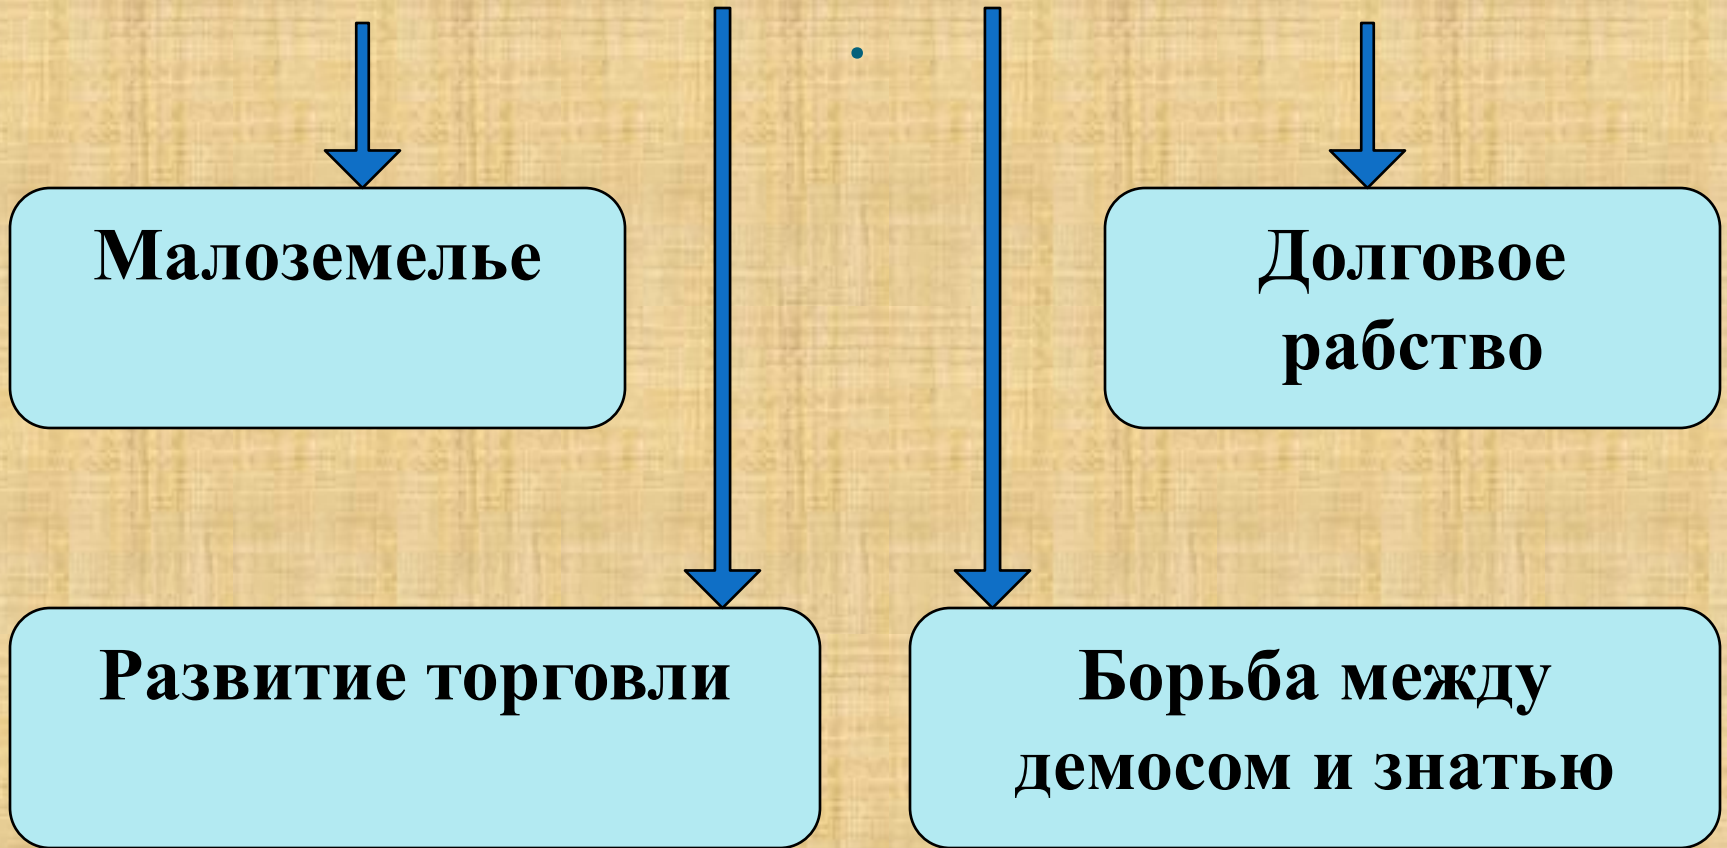 Малоземелье
Долговое
рабство
Развитие торговли
Борьба между
демосом и знатью